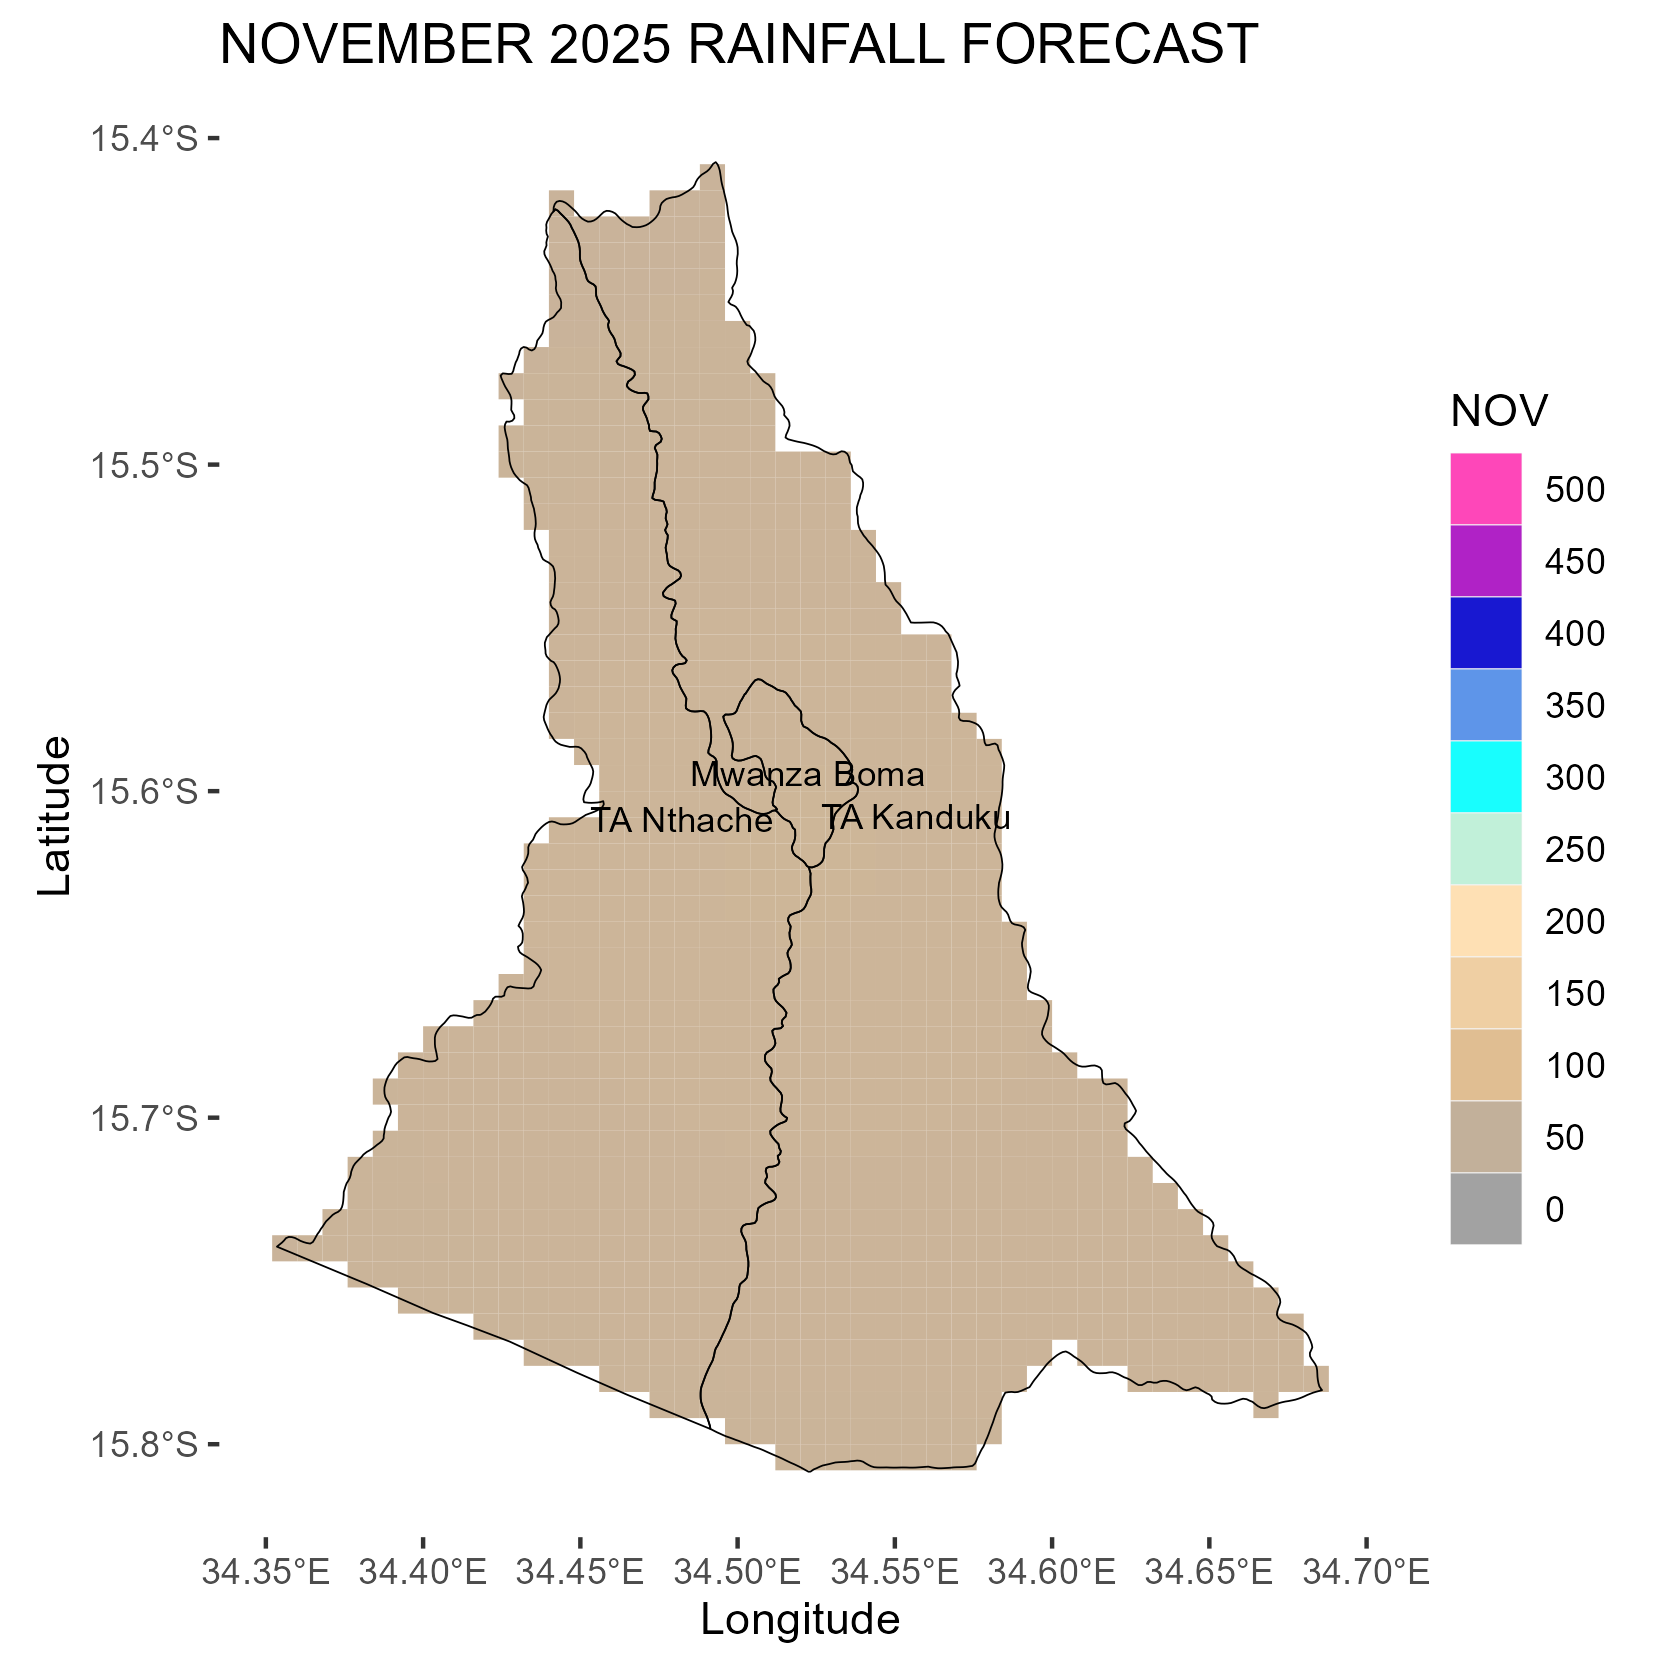 NOVEMBER 2025 RAINFALL FORECAST
15.4°S
15.5°S
15.6°S
15.7°S
15.8°S
Latitude
Mwanza Boma
TA Nthache
TA Kanduku
34.35°E
34.40°E
34.45°E
34.50°E
34.55°E
34.60°E
34.65°E
34.70°E
Longitude
NOV
500
450
400
350
300
250
200
150
100
50
0